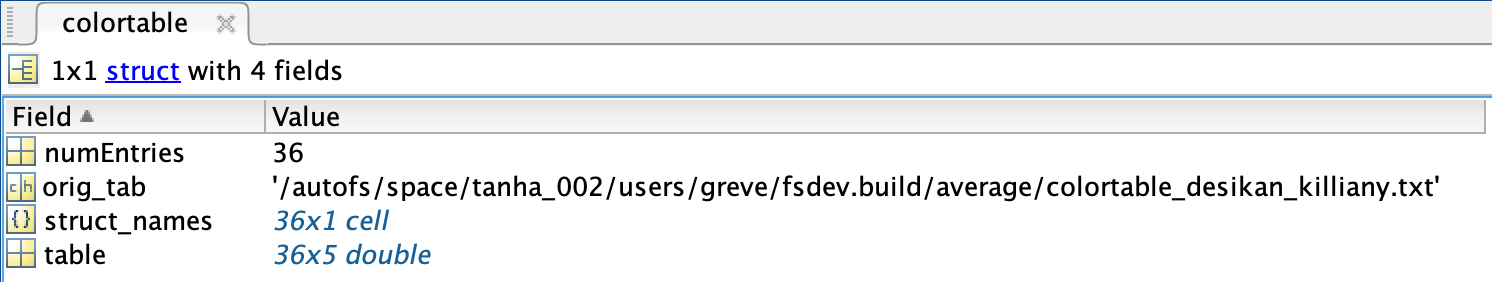 colortable
1x1 struct with 4 fields
Field Value
numEntries 36
ch orig_tab '/autofs/space/tanha_002/users/greve/fsdev.build/average/colortable_desikan_killiany.txt'
{} struct_names 36x1 cell
table 36x5 double